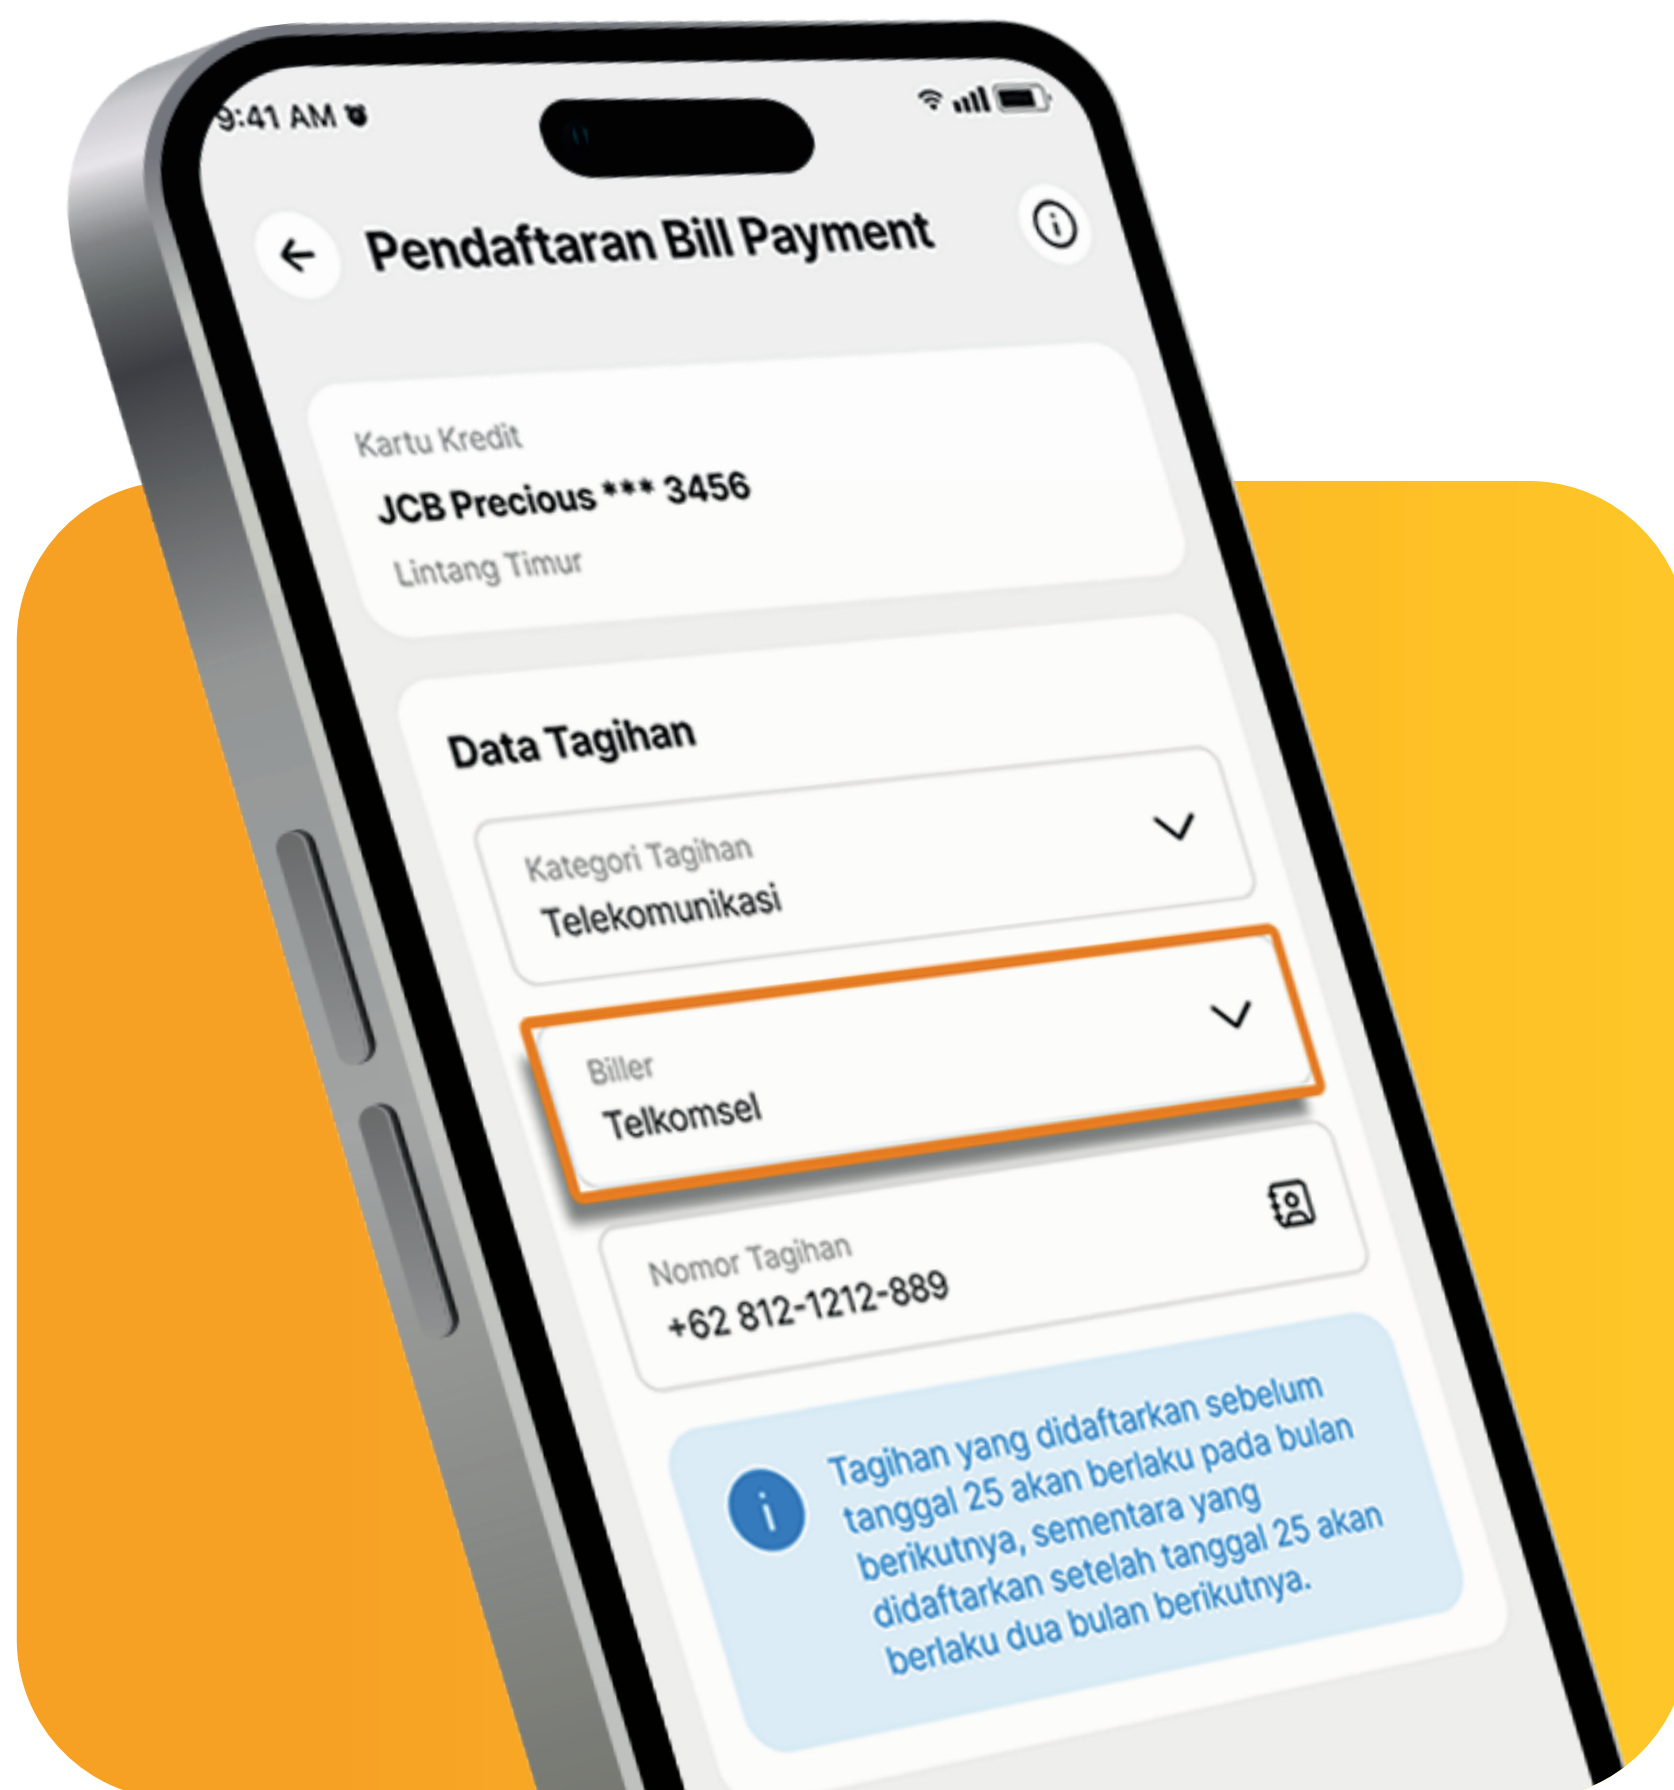 9:41 AM
Pendaftaran Bill Payment
Kartu Kredit
JCB Precious *** 3456
Lintang Timur
Data Tagihan
Kategori Tagihan
Telekomunikasi
Biller
Telkomsel
Nomor Tagihan
+62 812-1212-889
Tagihan yang didaftarkan sebelum
tanggal 25 akan berlaku pada bulan
berikutnya, sementara yang
didaftarkan setelah tanggal 25 akan
berlaku dua bulan berikutnya.